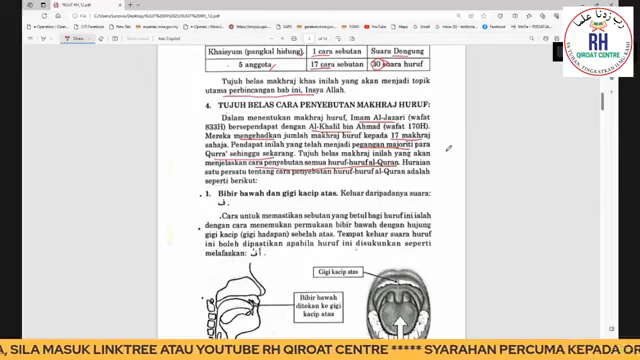 Khaisyum (pangkal hidung)
1 cara sebutan
Suara Dengung
5 anggota
17 cara sebutan
30 suara huruf
Tujuh belas makhraj khas inilah yang akan menjadi topik
utama perbincangan bab ini, Insya Allah.
4. TUJUH BELAS CARA PENYEBUTAN MAKHRAJ HURUF:
Dalam menentukan makhraj huruf, Imam al-Jazari (wafat
833H) bersependapat dengan Al-Khalil bin Ahmad (wafat 170H).
Mereka mengehadkan jumlah makhraj huruf kepada 17 makhraj
sahaja. Pendapat inilah yang telah menjadi pegangan majoriti para
Qurra' sehingga sekarang. Tujuh belas makhraj inilah yang akan
menjelaskan cara penyebutan semua huruf-huruf al-Quran. Huraian
satu persatu tentang cara penyebutan huruf-huruf al-Quran adalah
seperti berikut:
1. Bibir bawah dan gigi kacip atas. Keluar daripadanya suara:
ف.
Cara untuk memastikan sebutan yang betul bagi huruf ini ialah
dengan cara menemukan permukaan bibir bawah dengan hujung
gigi kacip (gigi hadapan) sebelah atas. Tempat keluar suara huruf
ini boleh dipastikan apabila huruf ini disukunkan seperti
melafazkan:
Gigi kacip atas
Bibir bawah
ditekan ke gigi
kacip atas
RH
QIROAT CENTRE
A, SILA MASUK LINKTREE ATAU YOUTUBE RH QIROAT CENTRE ***** SYARAHAN PERCUMA KEPADA OR